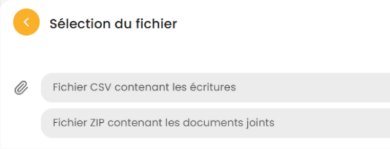 Sélection du fichier
Fichier CSV contenant les écritures
Fichier ZIP contenant les documents joints